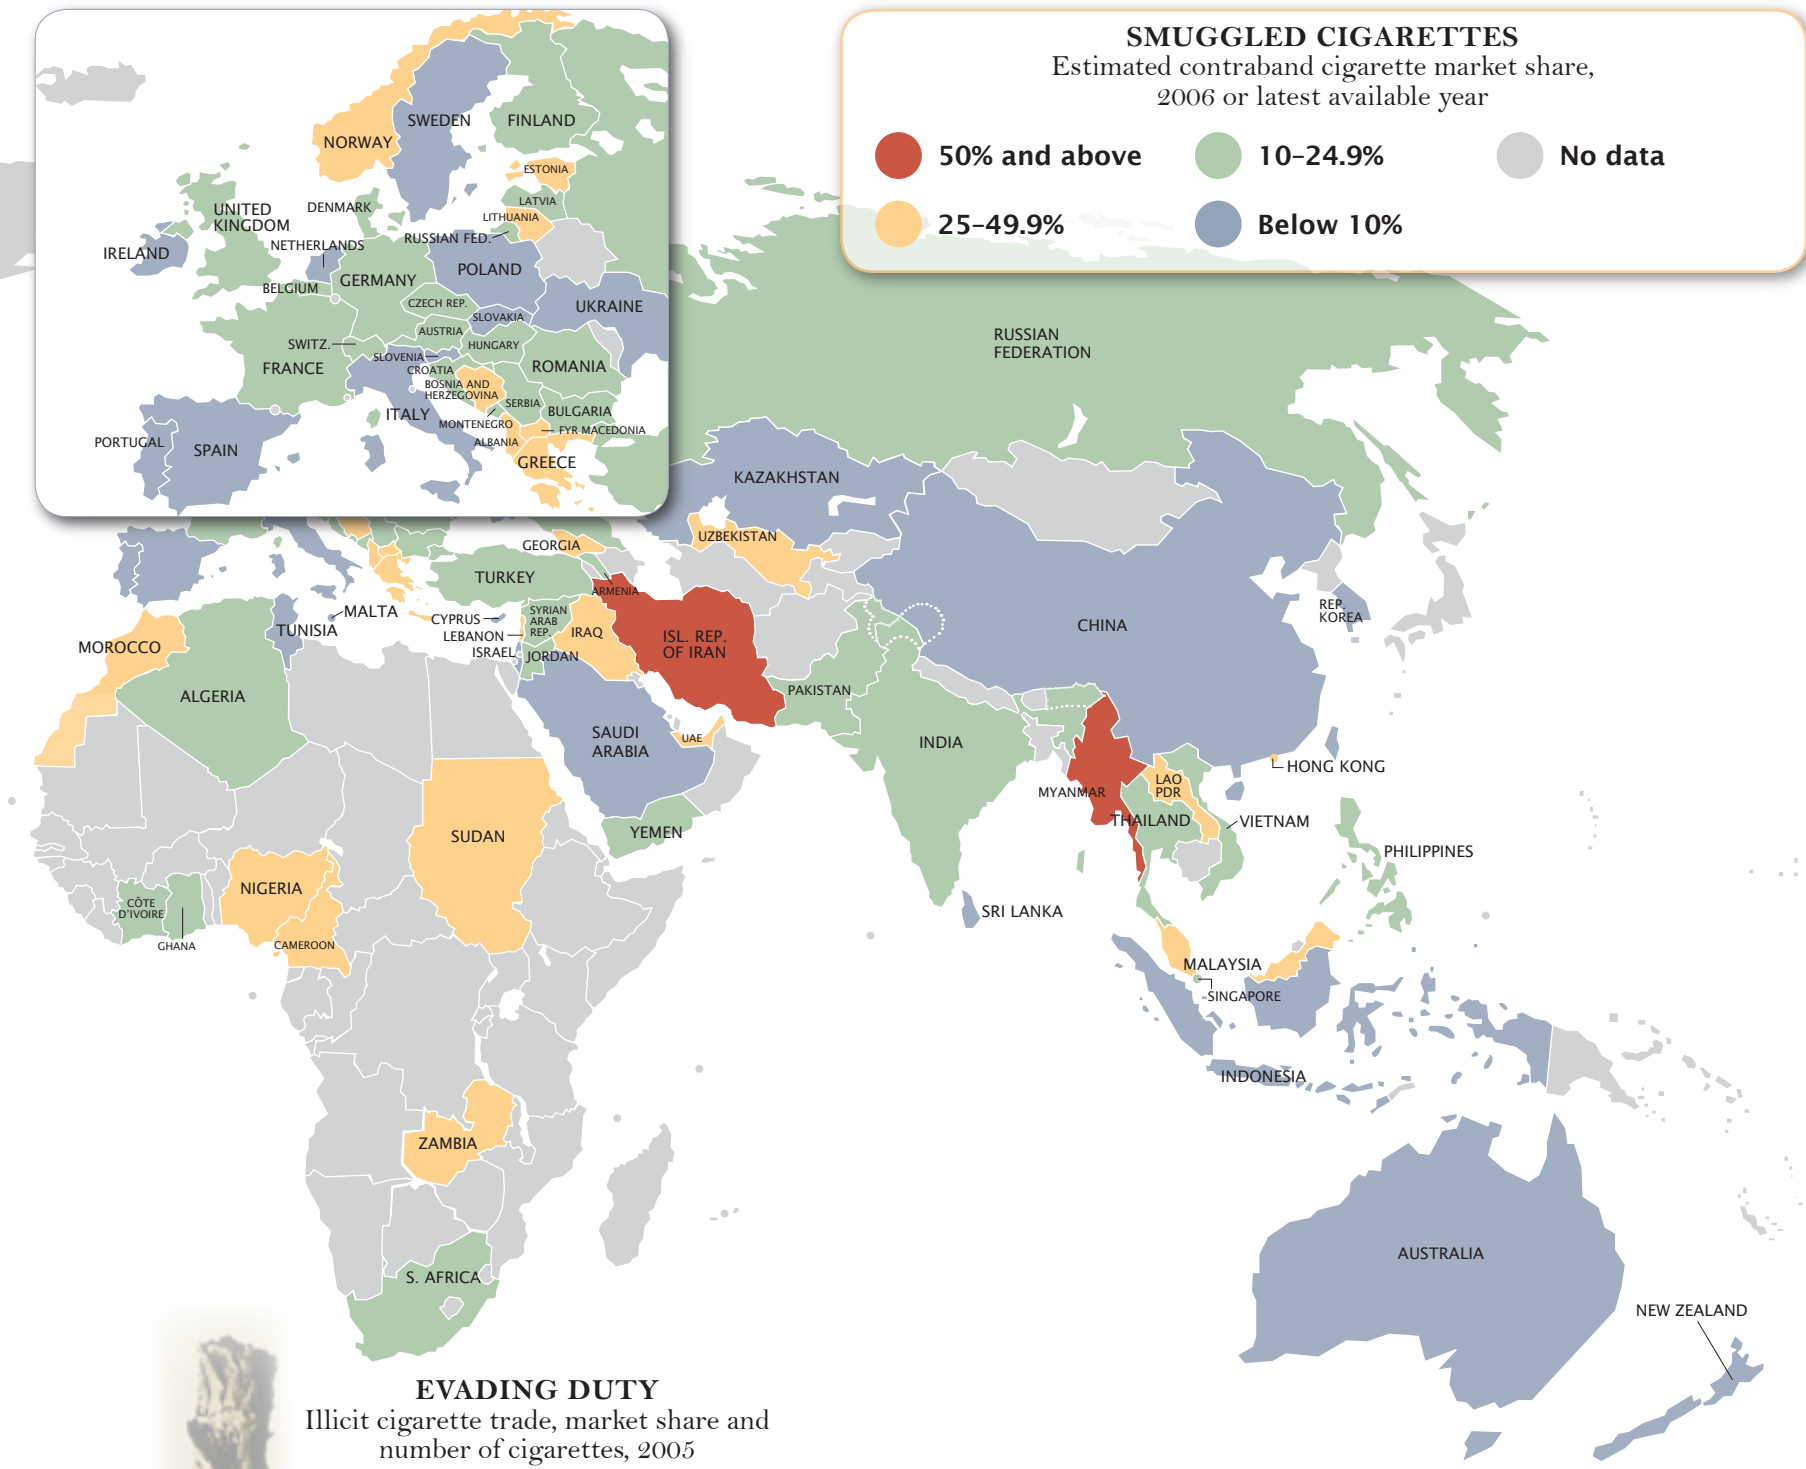 SMUGGLED CIGARETTES
Estimated contraband cigarette market share,
2006 or latest available year
50% and above
10–24.9%
No data
25–49.9%
Below 10%
NORWAY
SWEDEN
FINLAND
ESTONIA
LATVIA
LITHUANIA
RUSSIAN FED.
DENMARK
UNITED
KINGDOM
IRELAND
NETHERLANDS
BELGIUM
GERMANY
POLAND
UKRAINE
CZECH REP.
SLOVAKIA
AUSTRIA
HUNGARY
SWITZ.
SLOVENIA
FRANCE
CROATIA
ROMANIA
BOSNIA AND
HERZEGOVINA
SERBIA
BULGARIA
ITALY
MONTENEGRO
FYR MACEDONIA
ALBANIA
GREECE
PORTUGAL
SPAIN
RUSSIAN
FEDERATION
KAZAKHSTAN
UZBEKISTAN
GEORGIA
TURKEY
ARMENIA
MALTA
CYPRUS
SYRIAN
ARAB
REP.
LEBANON
IRAQ
ISRAEL
JORDAN
TUNISIA
MOROCCO
ALGERIA
ISL. REP.
OF IRAN
CHINA
REP.
KOREA
PAKISTAN
SAUDI
ARABIA
UAE
INDIA
HONG KONG
MYANMAR
LAO
PDR
THAILAND
VIETNAM
YEMEN
SUDAN
NIGERIA
CÔTE
D'IVOIRE
GHANA
CAMEROON
PHILIPPINES
SRI LANKA
MALAYSIA
SINGAPORE
INDONESIA
ZAMBIA
S. AFRICA
AUSTRALIA
NEW ZEALAND
EVADING DUTY
Illicit cigarette trade, market share and
number of cigarettes, 2005